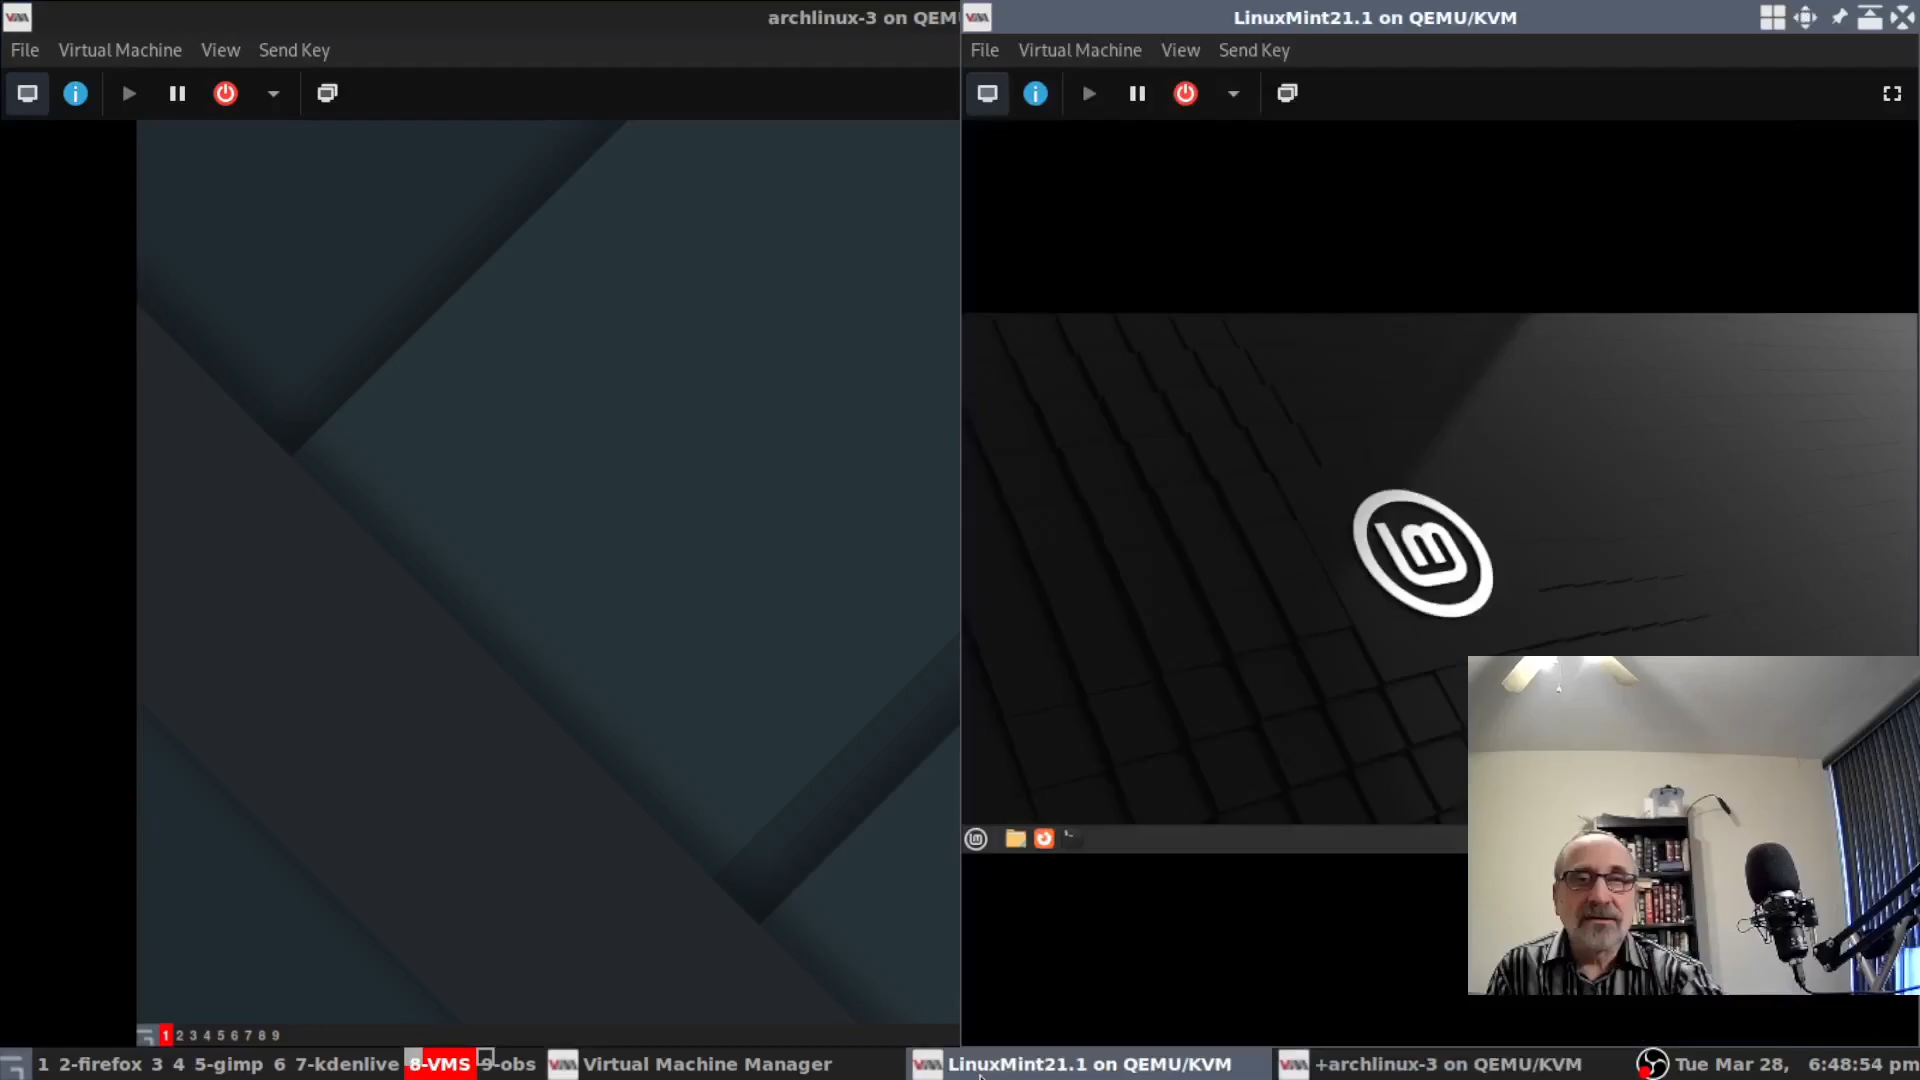 archlinux-3 on QEM
LinuxMint21.1 on QEMU/KVM
File Virtual Machine View Send Key
File Virtual Machine View Send Key
1 2 3 4 5 6 7 8 9
1 2-firefox 3 4 5-gimp 6 7-kdenlive 8-VMS 9-obs Virtual Machine Manager LinuxMint21.1 on QEMU/KVM +archlinux-3 on QEMU/KVM Tue Mar 28, 6:48:54 pm